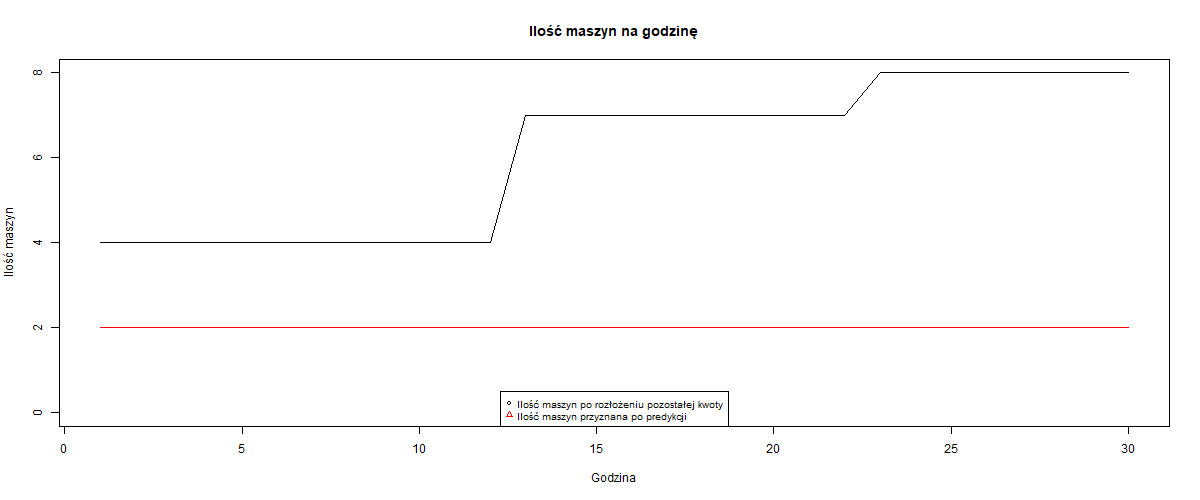 Ilość maszyn na godzinę
Ilość maszyn
8
6
4
2
0
Ilość maszyn po rozłożeniu pozostałej kwoty
Ilość maszyn przyznana po predykcji
0 5 10 15 20 25 30
Godzina